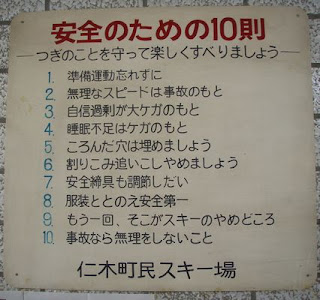 安全のための10則
―つぎのことを守って楽しくすべりましょう―
1. 準備運動忘れずに
2. 無理なスピードは事故のもと
3. 自信過剰が大ケガのもと
4. 睡眠不足はケガのもと
5. ころんだ穴は埋めましょう
6. 割りこみ追いこしやめましょう
7. 安全締具も調節しだい
8. 服装ととのえ安全第一
9. もう一回、そこがスキーのやめどころ
10. 事故なら無理をしないこと
仁木町民スキー場